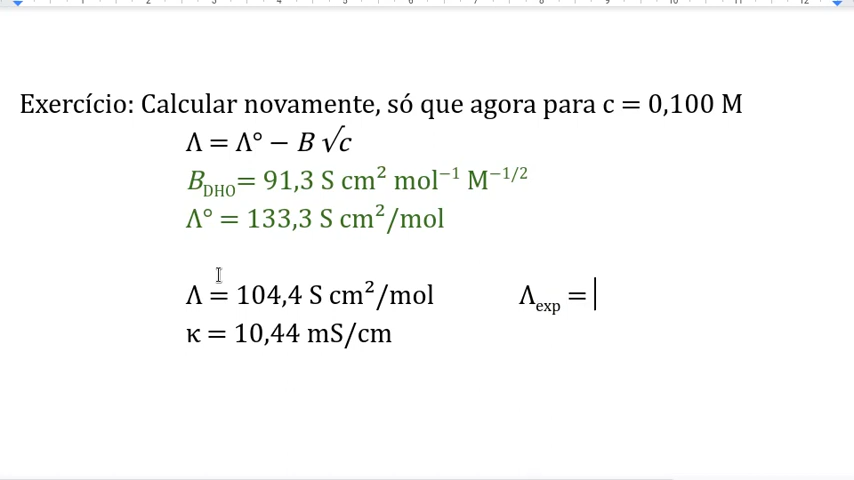 Exercício: Calcular novamente, só que agora para c = 0,100 M
Λ = Λ° − B √c
B_DHO= 91,3 S cm² mol⁻¹ M⁻¹/²
Λ° = 133,3 S cm²/mol
Λ = 104,4 S cm²/mol Λ_exp =
κ = 10,44 mS/cm